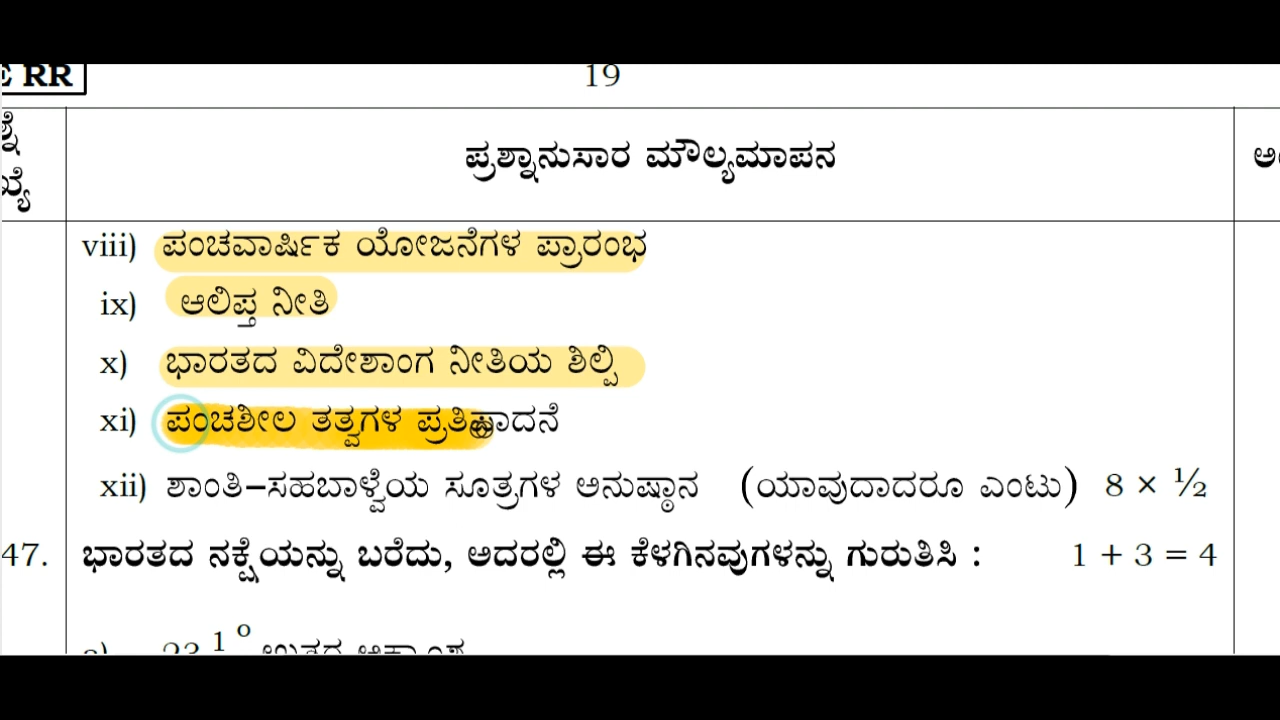 RR 19
ಪ್ರಶ್ನಾನುಸಾರ ಮೌಲ್ಯಮಾಪನ
viii) ಪಂಚವಾರ್ಷಿಕ ಯೋಜನೆಗಳ ಪ್ರಾರಂಭ
ix) ಆಲಿಪ್ತ ನೀತಿ
x) ಭಾರತದ ವಿದೇಶಾಂಗ ನೀತಿಯ ಶಿಲ್ಪಿ
xi) ಪಂಚಶೀಲ ತತ್ವಗಳ ಪ್ರತಿಪಾದನೆ
xii) ಶಾಂತಿ–ಸಹಬಾಳ್ವೆಯ ಸೂತ್ರಗಳ ಅನುಷ್ಠಾನ (ಯಾವುದಾದರೂ ಎಂಟು) 8 × ½
47. ಭಾರತದ ನಕ್ಷೆಯನ್ನು ಬರೆದು, ಅದರಲ್ಲಿ ಈ ಕೆಳಗಿನವುಗಳನ್ನು ಗುರುತಿಸಿ : 1 + 3 = 4